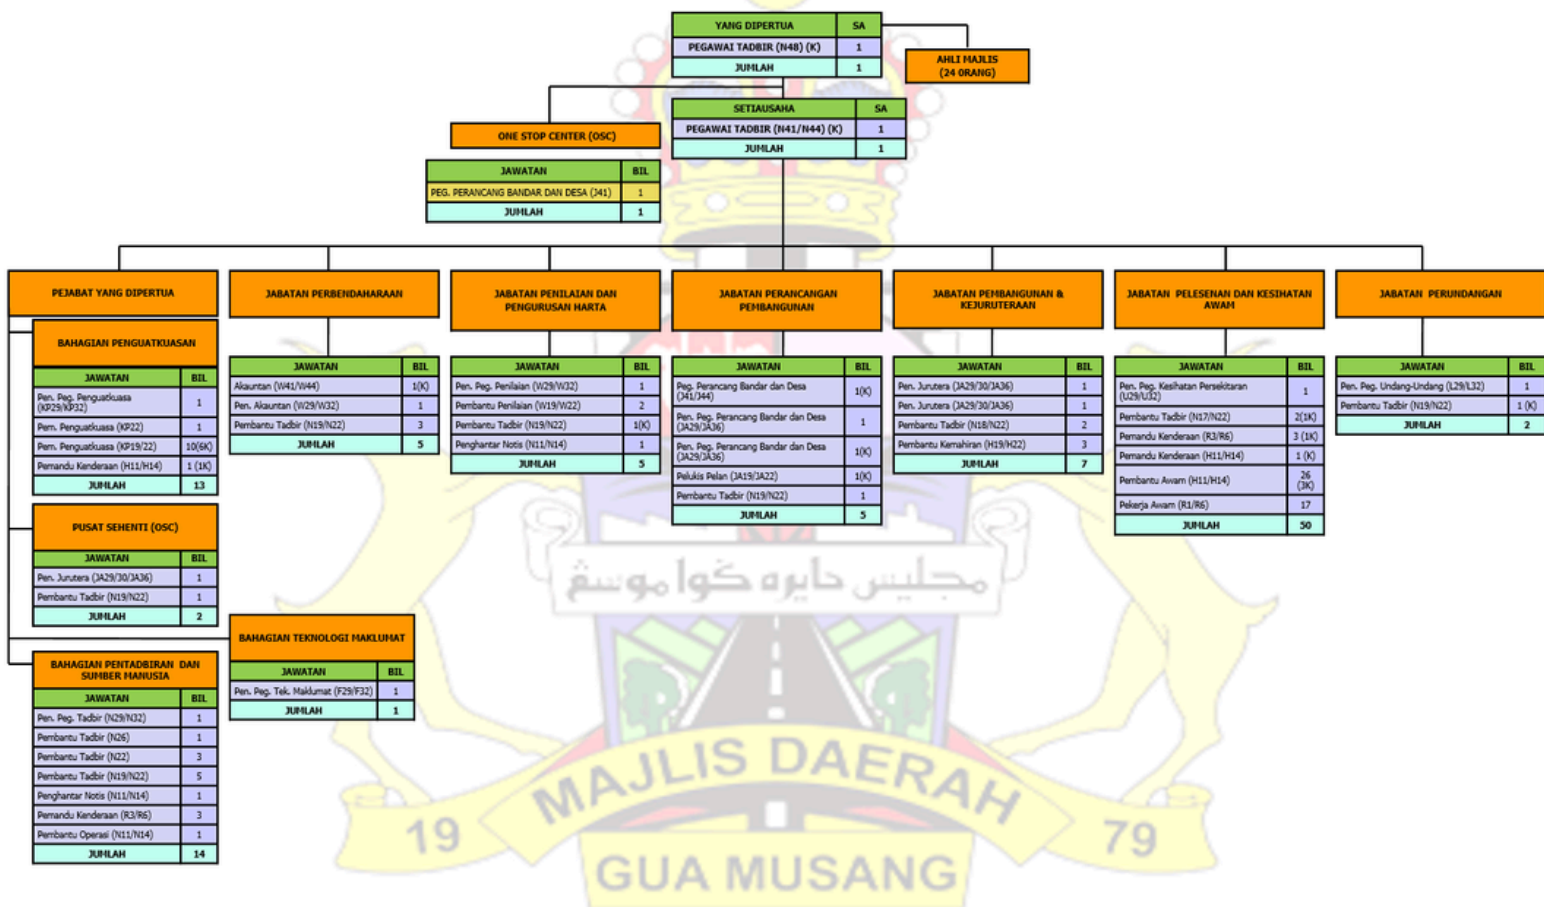 YANG DIPERTUA SA
PEGAWAI TADBIR (N48) (K) 1
JUMLAH 1
AHLI MAJLIS
(24 0RANG)
SETIAUSAHA SA
PEGAWAI TADBIR (N41/N44) (K) 1
JUMLAH 1
ONE STOP CENTER (OSC)
JAWATAN BIL
PEG. PERANCANG BANDAR DAN DESA (J41) 1
JUMLAH 1
PEJABAT YANG DIPERTUA
BAHAGIAN PENGUATKUASAN
JAWATAN BIL
Pen. Peg. Penguatkuasa
(KP29/KP32) 1
Pem. Penguatkuasa (KP22) 1
Pem. Penguatkuasa (KP19/22) 10(6K)
Pemandu Kenderaan (H11/H14) 1 (1K)
JUMLAH 13
PUSAT SEHENTI (OSC)
JAWATAN BIL
Pen. Jurutera (JA29/30/JA36) 1
Pembantu Tadbir (N19/N22) 1
JUMLAH 2
BAHAGIAN PENTADBIRAN DAN
SUMBER MANUSIA
JAWATAN BIL
Pen. Peg. Tadbir (N29/N32) 1
Pembantu Tadbir (N26) 1
Pembantu Tadbir (N22) 3
Pembantu Tadbir (N19/N22) 5
Penghantar Notis (N11/N14) 1
Pemandu Kenderaan (R3/R6) 3
Pembantu Operasi (N11/N14) 1
JUMLAH 14
BAHAGIAN TEKNOLOGI MAKLUMAT
JAWATAN BIL
Pen. Peg. Tek. Maklumat (F29/F32) 1
JUMLAH 1
JABATAN PERBENDAHARAAN
JAWATAN BIL
Akauntan (W41/W44) 1(K)
Pen. Akauntan (W29/W32) 1
Pembantu Tadbir (N19/N22) 3
JUMLAH 5
JABATAN PENILAIAN DAN
PENGURUSAN HARTA
JAWATAN BIL
Pen. Peg. Penilaian (W29/W32) 1
Pembantu Penilaian (W19/W22) 2
Pembantu Tadbir (N19/N22) 1(K)
Penghantar Notis (N11/N14) 1
JUMLAH 5
JABATAN PERANCANGAN
PEMBANGUNAN
JAWATAN BIL
Peg. Perancang Bandar dan Desa
(J41/J44) 1(K)
Pen. Peg. Perancang Bandar dan Desa
(JA29/JA36) 1
Pen. Peg. Perancang Bandar dan Desa
(JA29/JA36) 1(K)
Pelukis Pelan (JA19/JA22) 1(K)
Pembantu Tadbir (N19/N22) 1
JUMLAH 5
JABATAN PEMBANGUNAN &
KEJURUTERAAN
JAWATAN BIL
Pen. Jurutera (JA29/30/JA36) 1
Pen. Jurutera (JA29/30/JA36) 1
Pembantu Tadbir (N18/N22) 2
Pembantu Kemahiran (H19/H22) 3
JUMLAH 7
JABATAN PELESENAN DAN KESIHATAN
AWAM
JAWATAN BIL
Pen. Peg. Kesihatan Persekitaran
(U29/U32) 1
Pembantu Tadbir (N17/N22) 2(1K)
Pemandu Kenderaan (R3/R6) 3 (1K)
Pemandu Kenderaan (H11/H14) 1 (K)
Pembantu Awam (H11/H14) 26
(3K)
Pekerja Awam (R1/R6) 17
JUMLAH 50
JABATAN PERUNDANGAN
JAWATAN BIL
Pen. Peg. Undang-Undang (L29/L32) 1
Pembantu Tadbir (N19/N22) 1 (K)
JUMLAH 2
مجليس دايره ݢوا موسڠ
MAJLIS DAERAH
19 79
GUA MUSANG